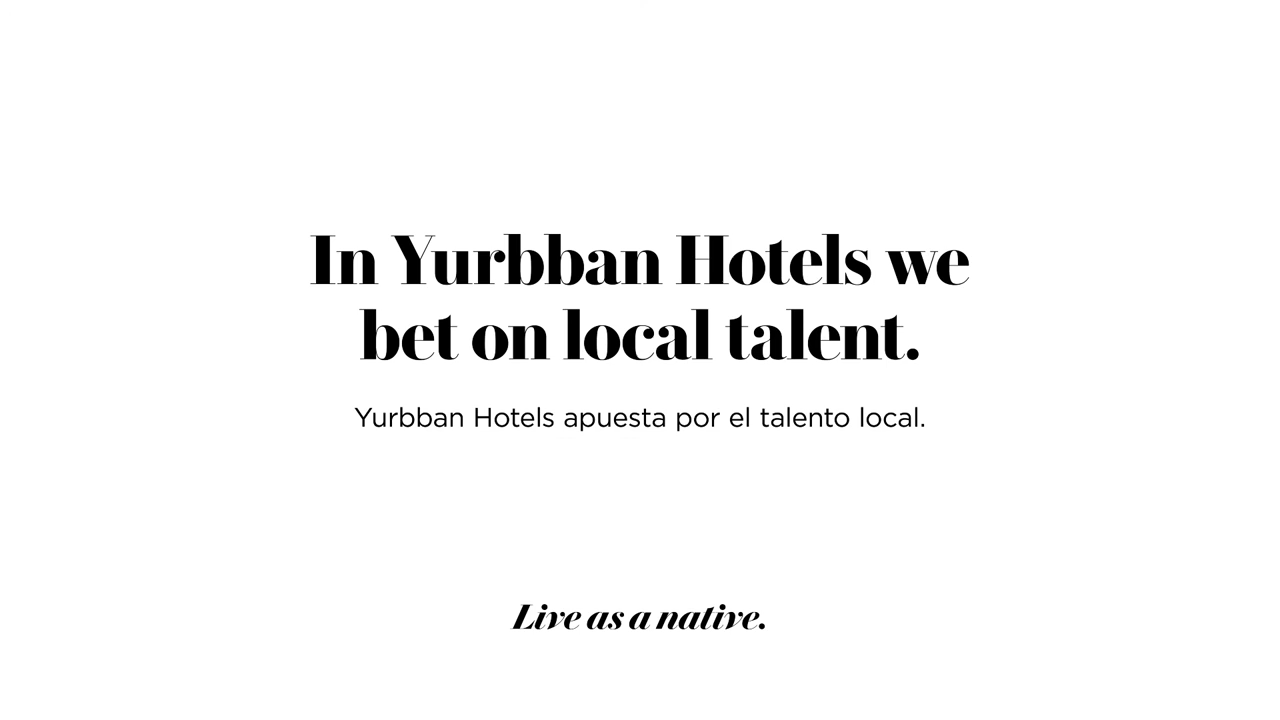 In Yurbban Hotels we
bet on local talent.
Yurbban Hotels apuesta por el talento local.
Live as a native.